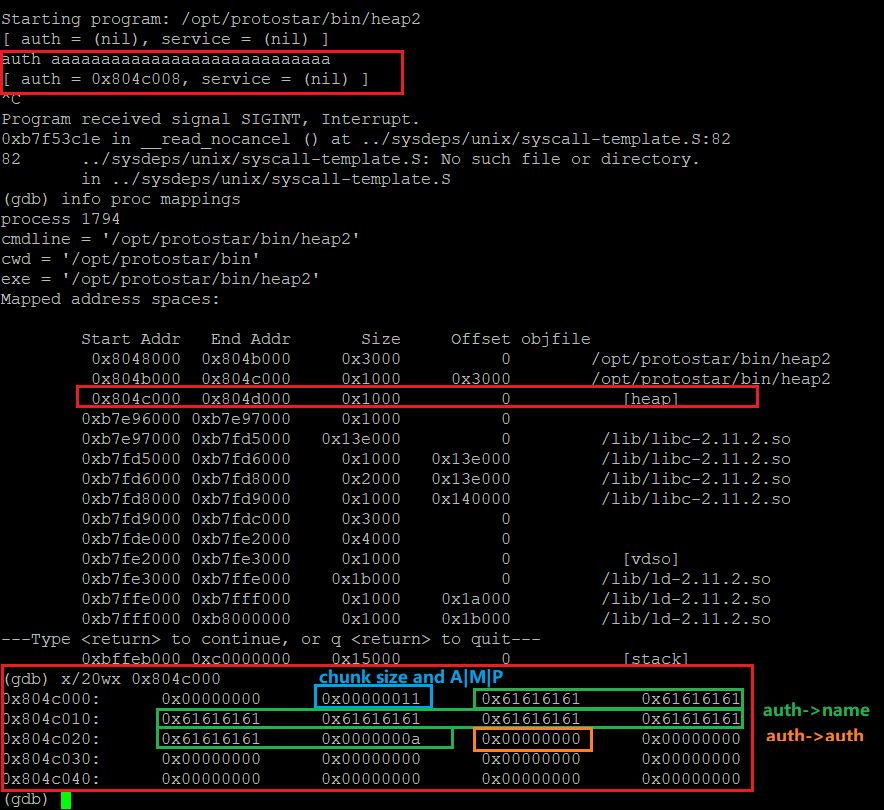 Starting program: /opt/protostar/bin/heap2
[ auth = (nil), service = (nil) ]
auth aaaaaaaaaaaaaaaaaaaaaaaaaaaa
[ auth = 0x804c008, service = (nil) ]
^C
Program received signal SIGINT, Interrupt.
0xb7f53c1e in __read_nocancel () at ../sysdeps/unix/syscall-template.S:82
82      ../sysdeps/unix/syscall-template.S: No such file or directory.
        in ../sysdeps/unix/syscall-template.S
(gdb) info proc mappings
process 1794
cmdline = '/opt/protostar/bin/heap2'
cwd = '/opt/protostar/bin'
exe = '/opt/protostar/bin/heap2'
Mapped address spaces:
        Start Addr   End Addr       Size     Offset objfile
         0x8048000  0x804b000     0x3000          0        /opt/protostar/bin/heap2
         0x804b000  0x804c000     0x1000     0x3000        /opt/protostar/bin/heap2
         0x804c000  0x804d000     0x1000          0           [heap]
        0xb7e96000 0xb7e97000     0x1000          0
        0xb7e97000 0xb7fd5000   0x13e000          0         /lib/libc-2.11.2.so
        0xb7fd5000 0xb7fd6000     0x1000   0x13e000         /lib/libc-2.11.2.so
        0xb7fd6000 0xb7fd8000     0x2000   0x13e000         /lib/libc-2.11.2.so
        0xb7fd8000 0xb7fd9000     0x1000   0x140000         /lib/libc-2.11.2.so
        0xb7fd9000 0xb7fdc000     0x3000          0
        0xb7fde000 0xb7fe2000     0x4000          0
        0xb7fe2000 0xb7fe3000     0x1000          0           [vdso]
        0xb7fe3000 0xb7ffe000    0x1b000          0         /lib/ld-2.11.2.so
        0xb7ffe000 0xb7fff000     0x1000    0x1a000         /lib/ld-2.11.2.so
        0xb7fff000 0xb8000000     0x1000    0x1b000         /lib/ld-2.11.2.so
---Type <return> to continue, or q <return> to quit---
        0xbffeb000 0xc0000000    0x15000          0           [stack]
(gdb) x/20wx 0x804c000
chunk size and A|M|P
0x804c000:      0x00000000      0x00000011      0x61616161      0x61616161
0x804c010:      0x61616161      0x61616161      0x61616161      0x61616161
auth->name
0x804c020:      0x61616161      0x0000000a      0x00000000      0x00000000
auth->auth
0x804c030:      0x00000000      0x00000000      0x00000000      0x00000000
0x804c040:      0x00000000      0x00000000      0x00000000      0x00000000
(gdb)